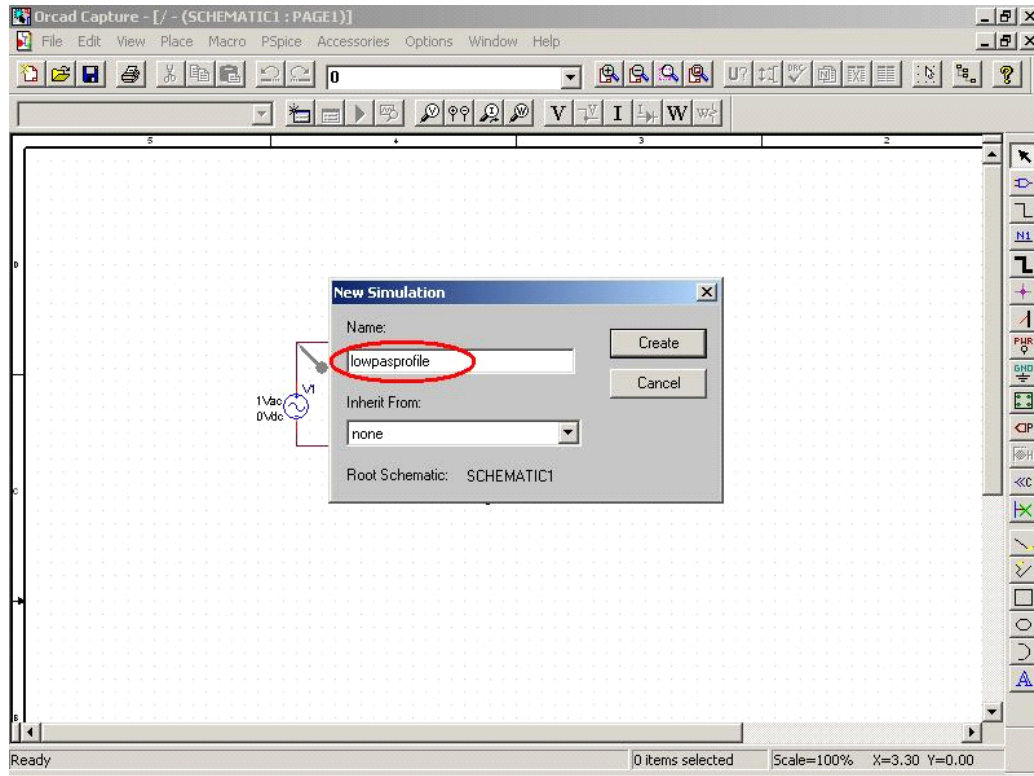 Orcad Capture - [/ - (SCHEMATIC1 : PAGE1)]
File Edit View Place Macro PSpice Accessories Options Window Help
0
U?
V I W
5 4 3 2
N1
D
New Simulation
Name:
Create
PWR
lowpasprofile
GND
Cancel
V1
1Vac
Inherit From:
0Vdc
none
Root Schematic: SCHEMATIC1
C
A
B
Ready 0 items selected Scale=100% X=3.30 Y=0.00